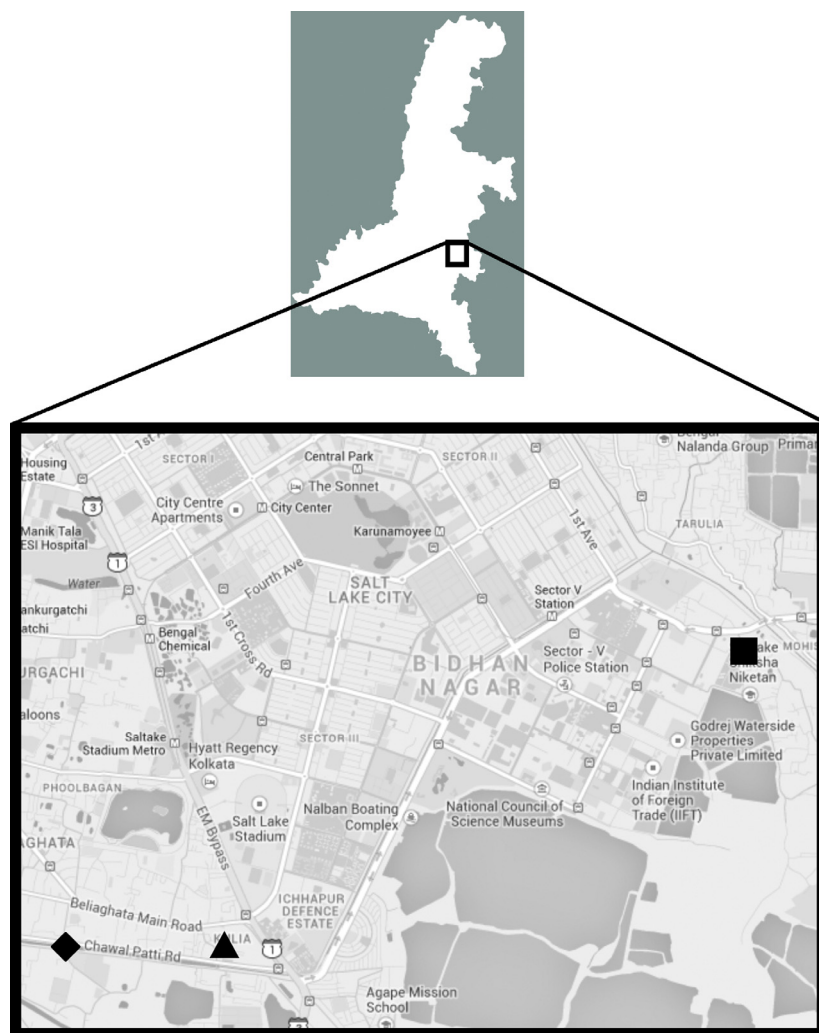 1st A
Bengal
Nalanda Group
Primar
SECTOR I
Central Park
SECTOR II
Housing
Estate
The Sonnet
City Centre
Apartments
City Center
3
Karunamoyee
1st Ave
TARULIA
Manik Tala
ESI Hospital
1
Water
Fourth Ave
SALT
LAKE CITY
Sector V
Station
ankurgatchi
atchi
Bengal
Chemical
1st Cross Rd
BIDHAN
NAGAR
Sector - V
Police Station
ake
Shiksha
Niketan
MOHIS
URGACHI
aloons
Saltake
Stadium Metro
Hyatt Regency
Kolkata
SECTOR III
Godrej Waterside
Properties
Private Limited
PHOOLBAGAN
EM Bypass
Salt Lake
Stadium
Nalban Boating
Complex
National Council of
Science Museums
Indian Institute
of Foreign
Trade (IIFT)
AGHATA
Beliaghata Main Road
ICHHAPUR
DEFENCE
ESTATE
Chawal Patti Rd
1
Agape Mission
School